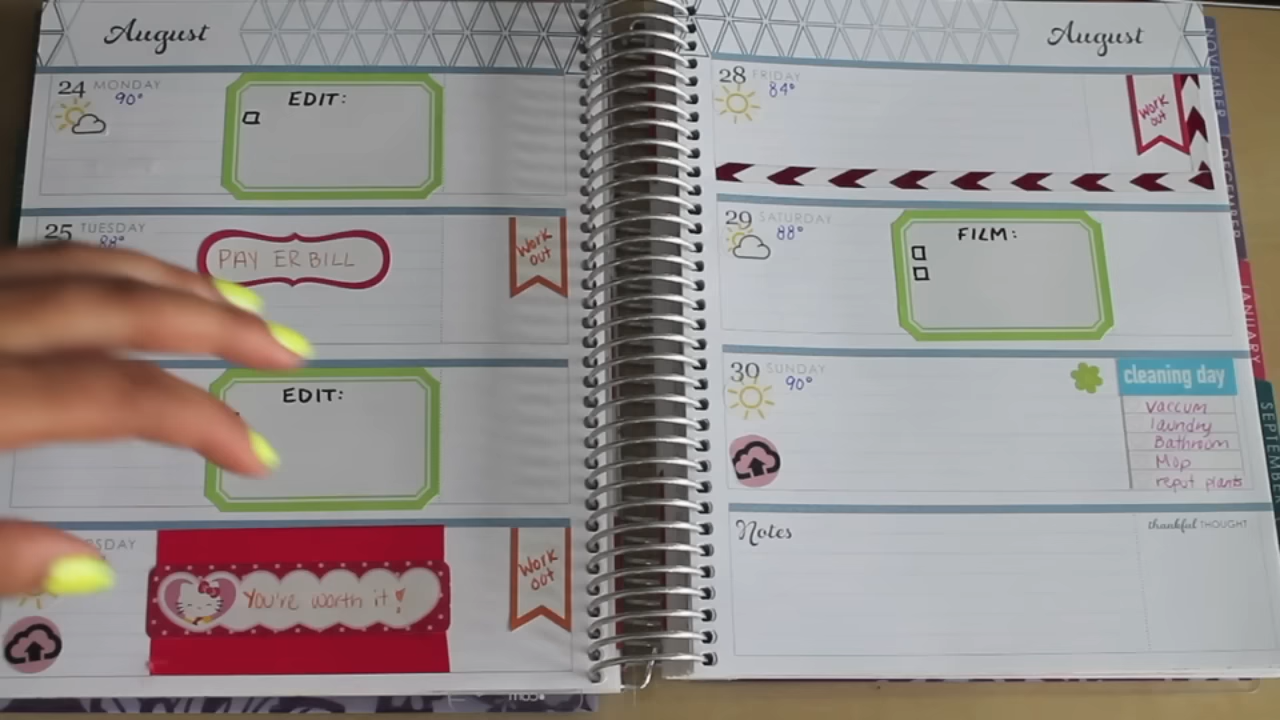 August
24 MONDAY
90°
EDIT:
25 TUESDAY
88°
PAY ER BILL
Work
out
EDIT:
You're worth it!
Work
out
August
28 FRIDAY
84°
Work
out
29 SATURDAY
88°
FILM:
30 SUNDAY
90°
cleaning day
Vaccum
laundry
Bathroom
Mop
reput plants
Notes
thankful THOUGHT
NOVEMBER
DECEMBER
JANUARY
SEPTEMBER